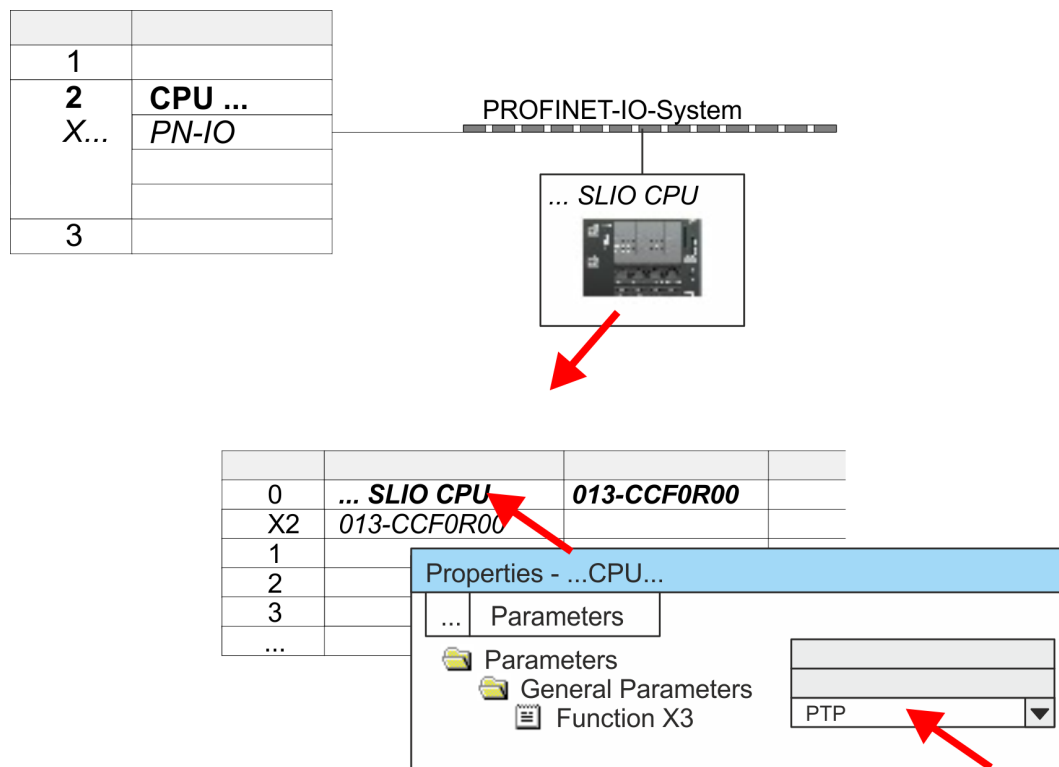 1
2 CPU ...
X... PN-IO
3
PROFINET-IO-System
... SLIO CPU
0 ... SLIO CPU 013-CCF0R00
X2 013-CCF0R00
1
2
3
...
Properties - ...CPU...
... Parameters
Parameters
General Parameters
Function X3 PTP